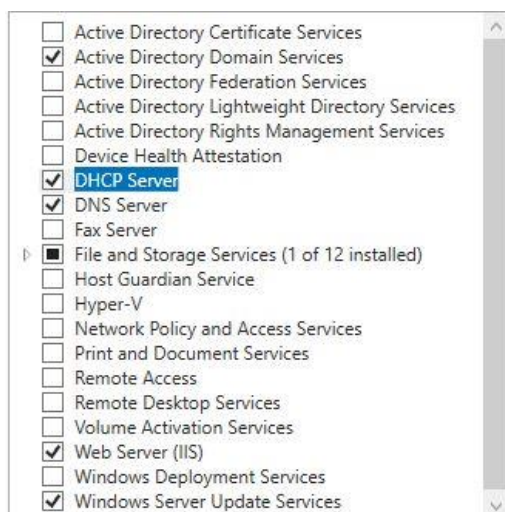 Active Directory Certificate Services
Active Directory Domain Services
Active Directory Federation Services
Active Directory Lightweight Directory Services
Active Directory Rights Management Services
Device Health Attestation
DHCP Server
DNS Server
Fax Server
File and Storage Services (1 of 12 installed)
Host Guardian Service
Hyper-V
Network Policy and Access Services
Print and Document Services
Remote Access
Remote Desktop Services
Volume Activation Services
Web Server (IIS)
Windows Deployment Services
Windows Server Update Services